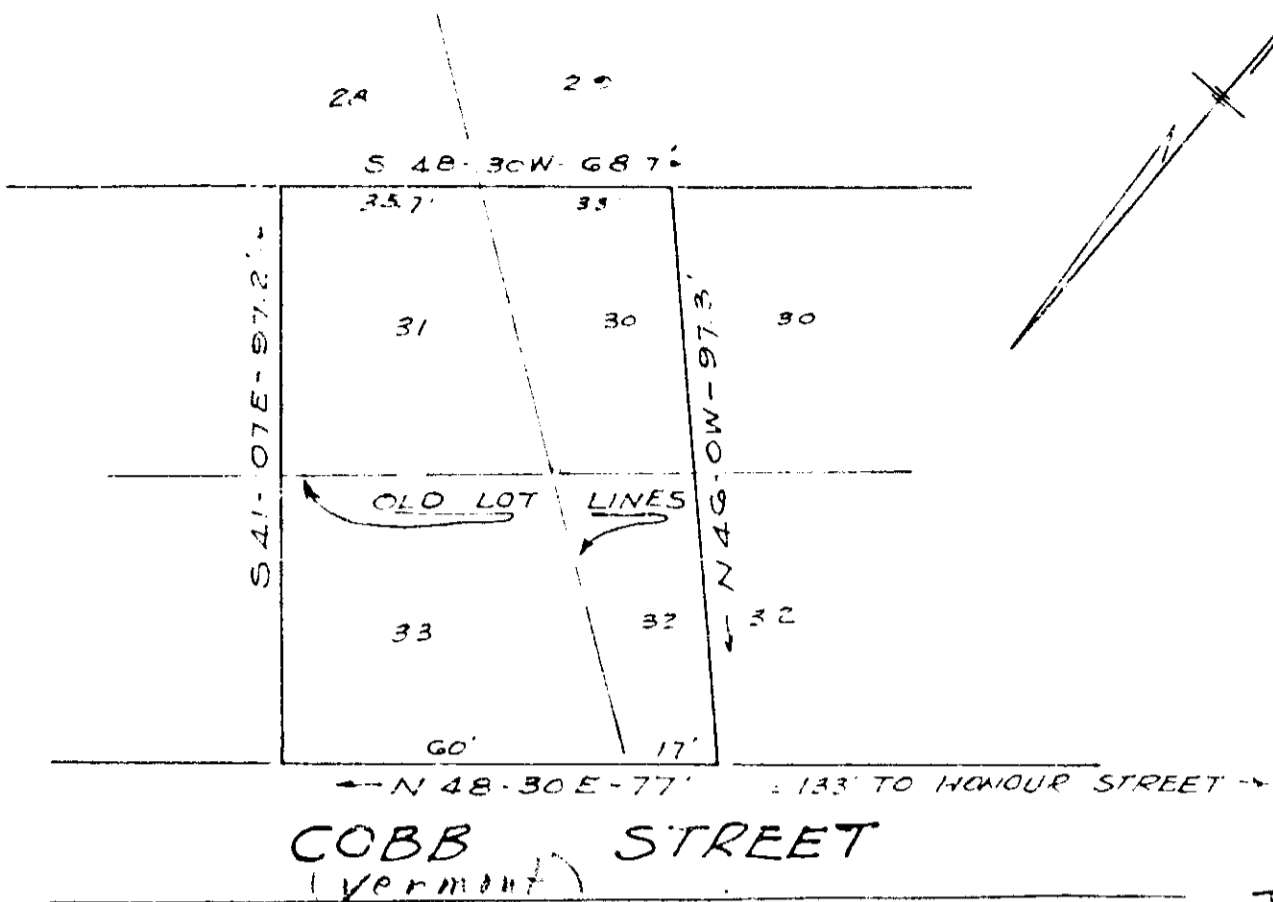 2A
S 48-30W-68.7'
35.7' 33'
S 41-07E-97.2'
N 46-0W-97.3'
31 30 30
OLD LOT LINES
33 32 32
60' 17'
N 48-30E-77' 133' TO HONOUR STREET
COBB STREET
(Vermont)